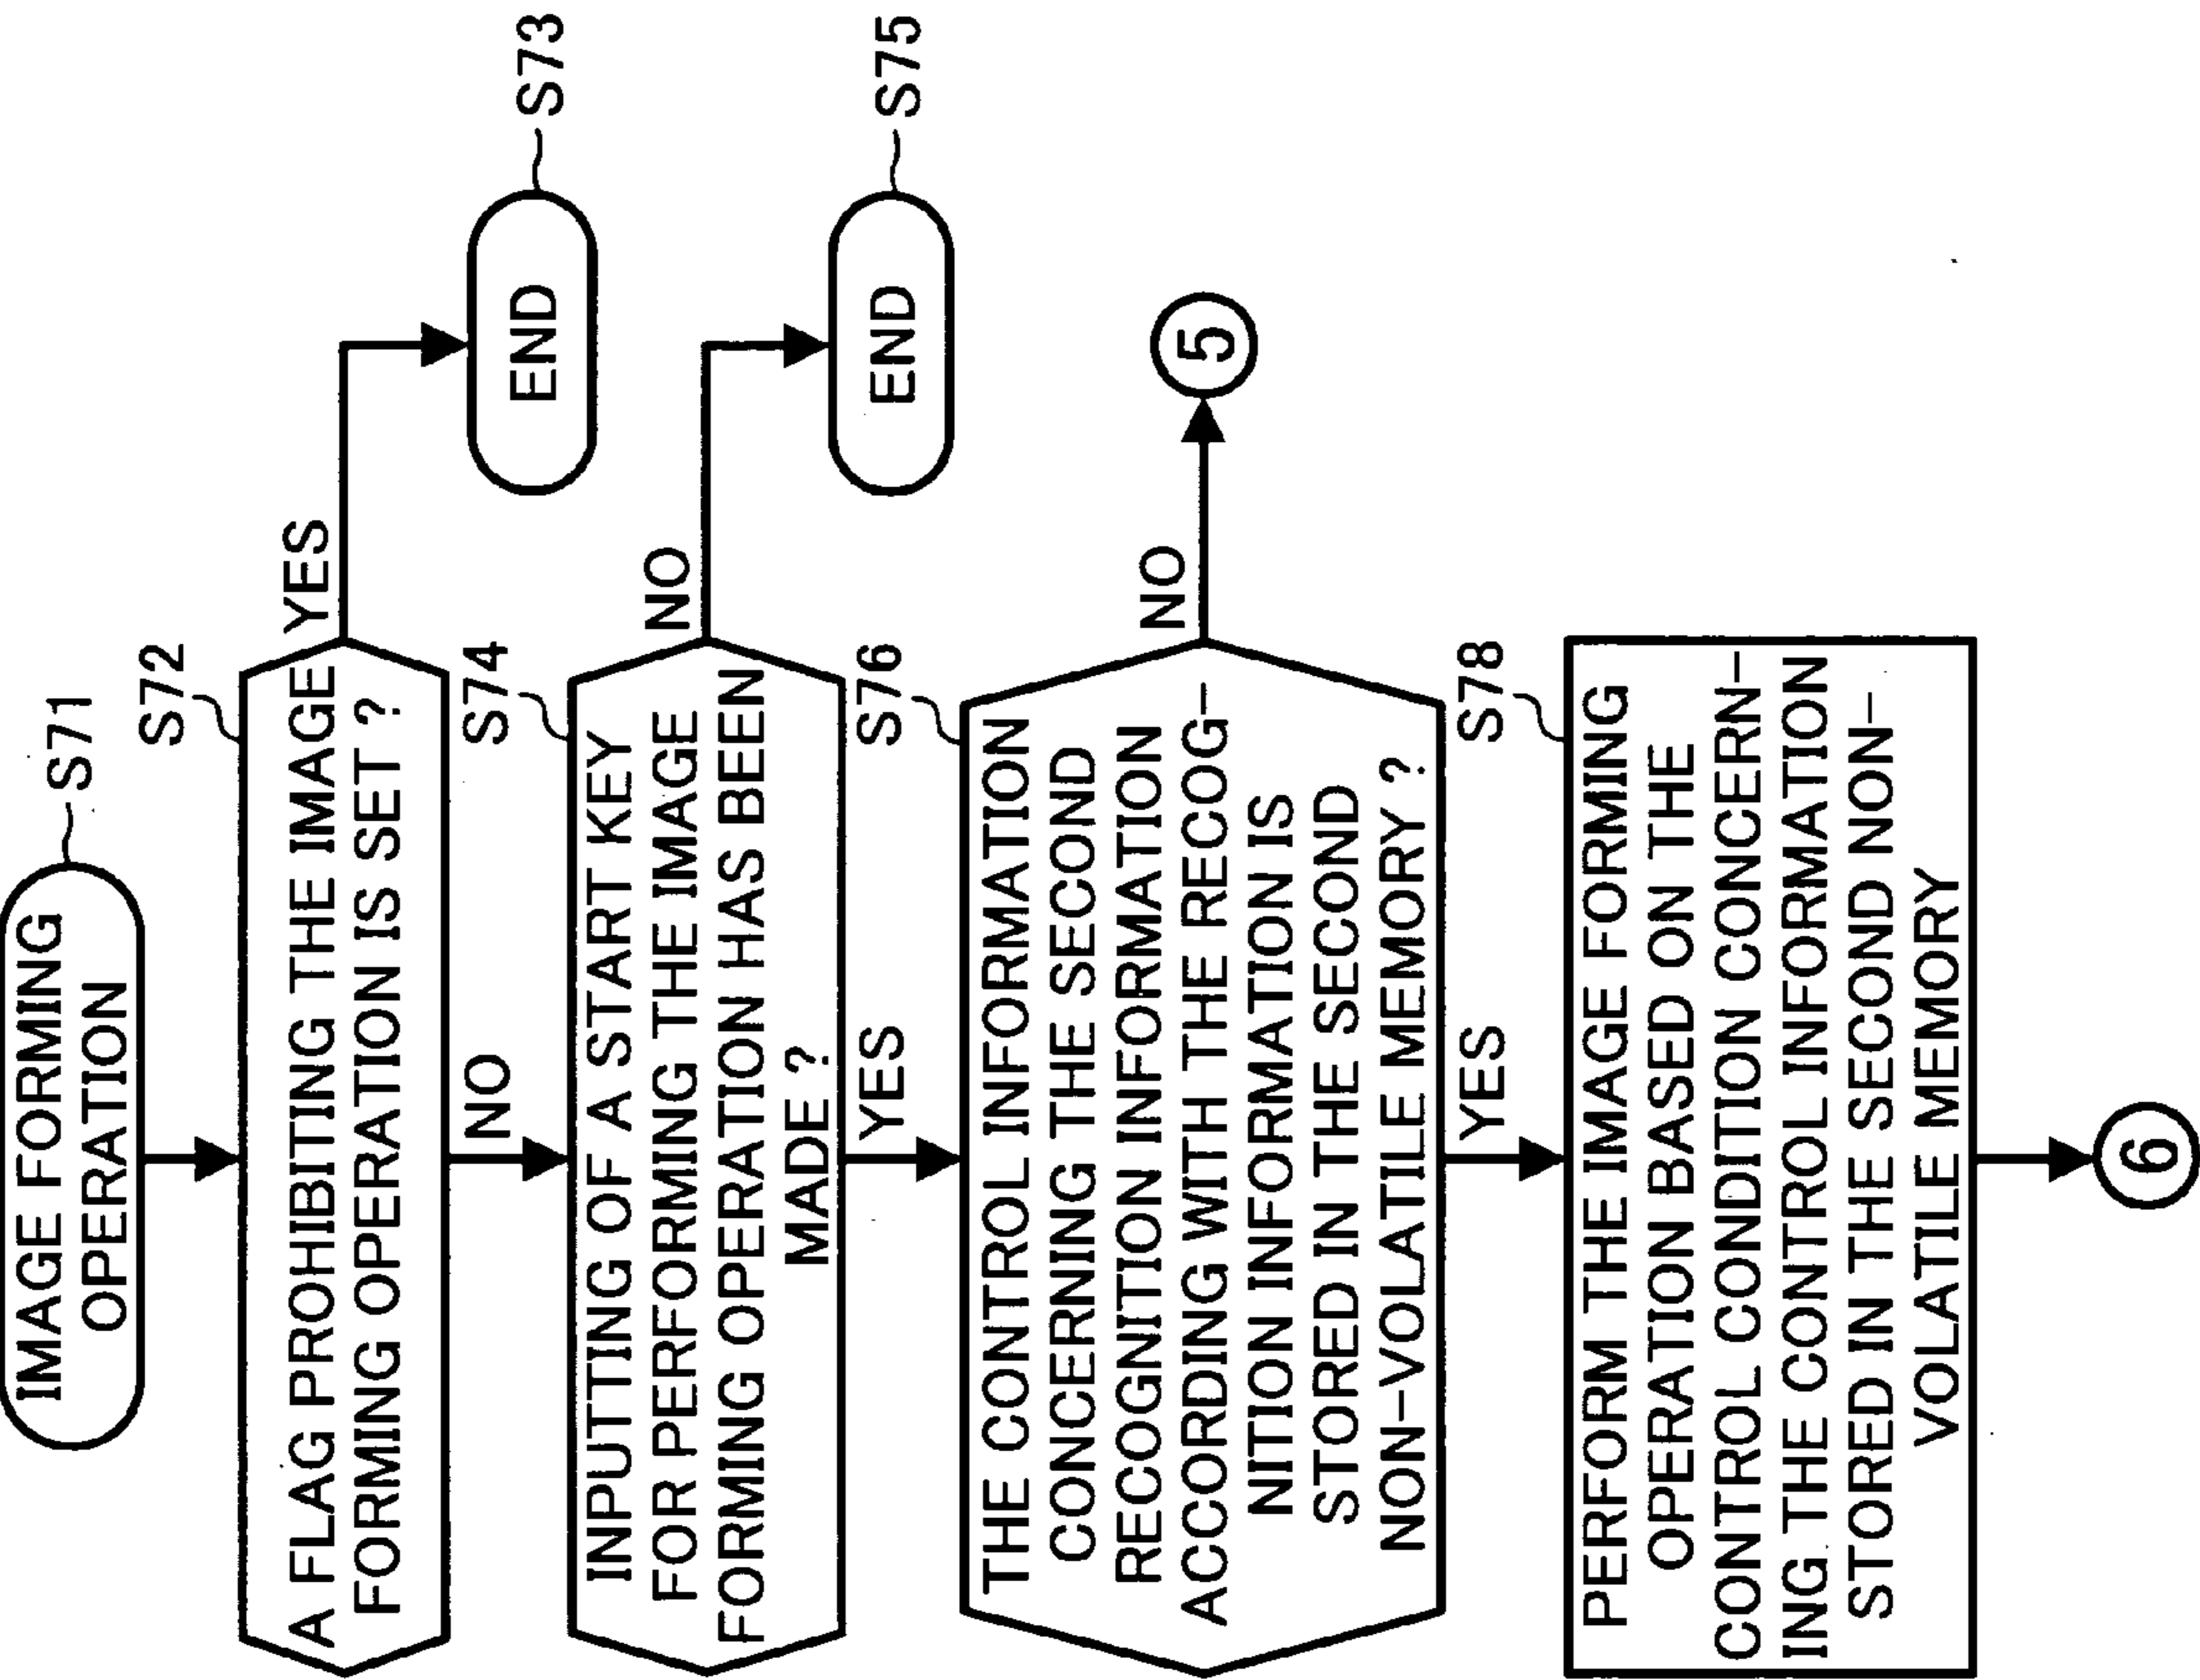 IMAGE FORMING
OPERATION
S71
S72
A FLAG PROHIBITING THE IMAGE
FORMING OPERATION IS SET ?
YES
END
S73
NO
S74
INPUTTING OF A START KEY
FOR PERFORMING THE IMAGE
FORMING OPERATION HAS BEEN
MADE ?
NO
END
S75
YES
S76
THE CONTROL INFORMATION
CONCERNING THE SECOND
RECOGNITION INFORMATION
ACCORDING WITH THE RECOG-
NITION INFORMATION IS
STORED IN THE SECOND
NON-VOLATILE MEMORY ?
NO
5
YES
S78
PERFORM THE IMAGE FORMING
OPERATION BASED ON THE
CONTROL CONDITION CONCERN-
ING THE CONTROL INFORMATION
STORED IN THE SECOND NON-
VOLATILE MEMORY
6